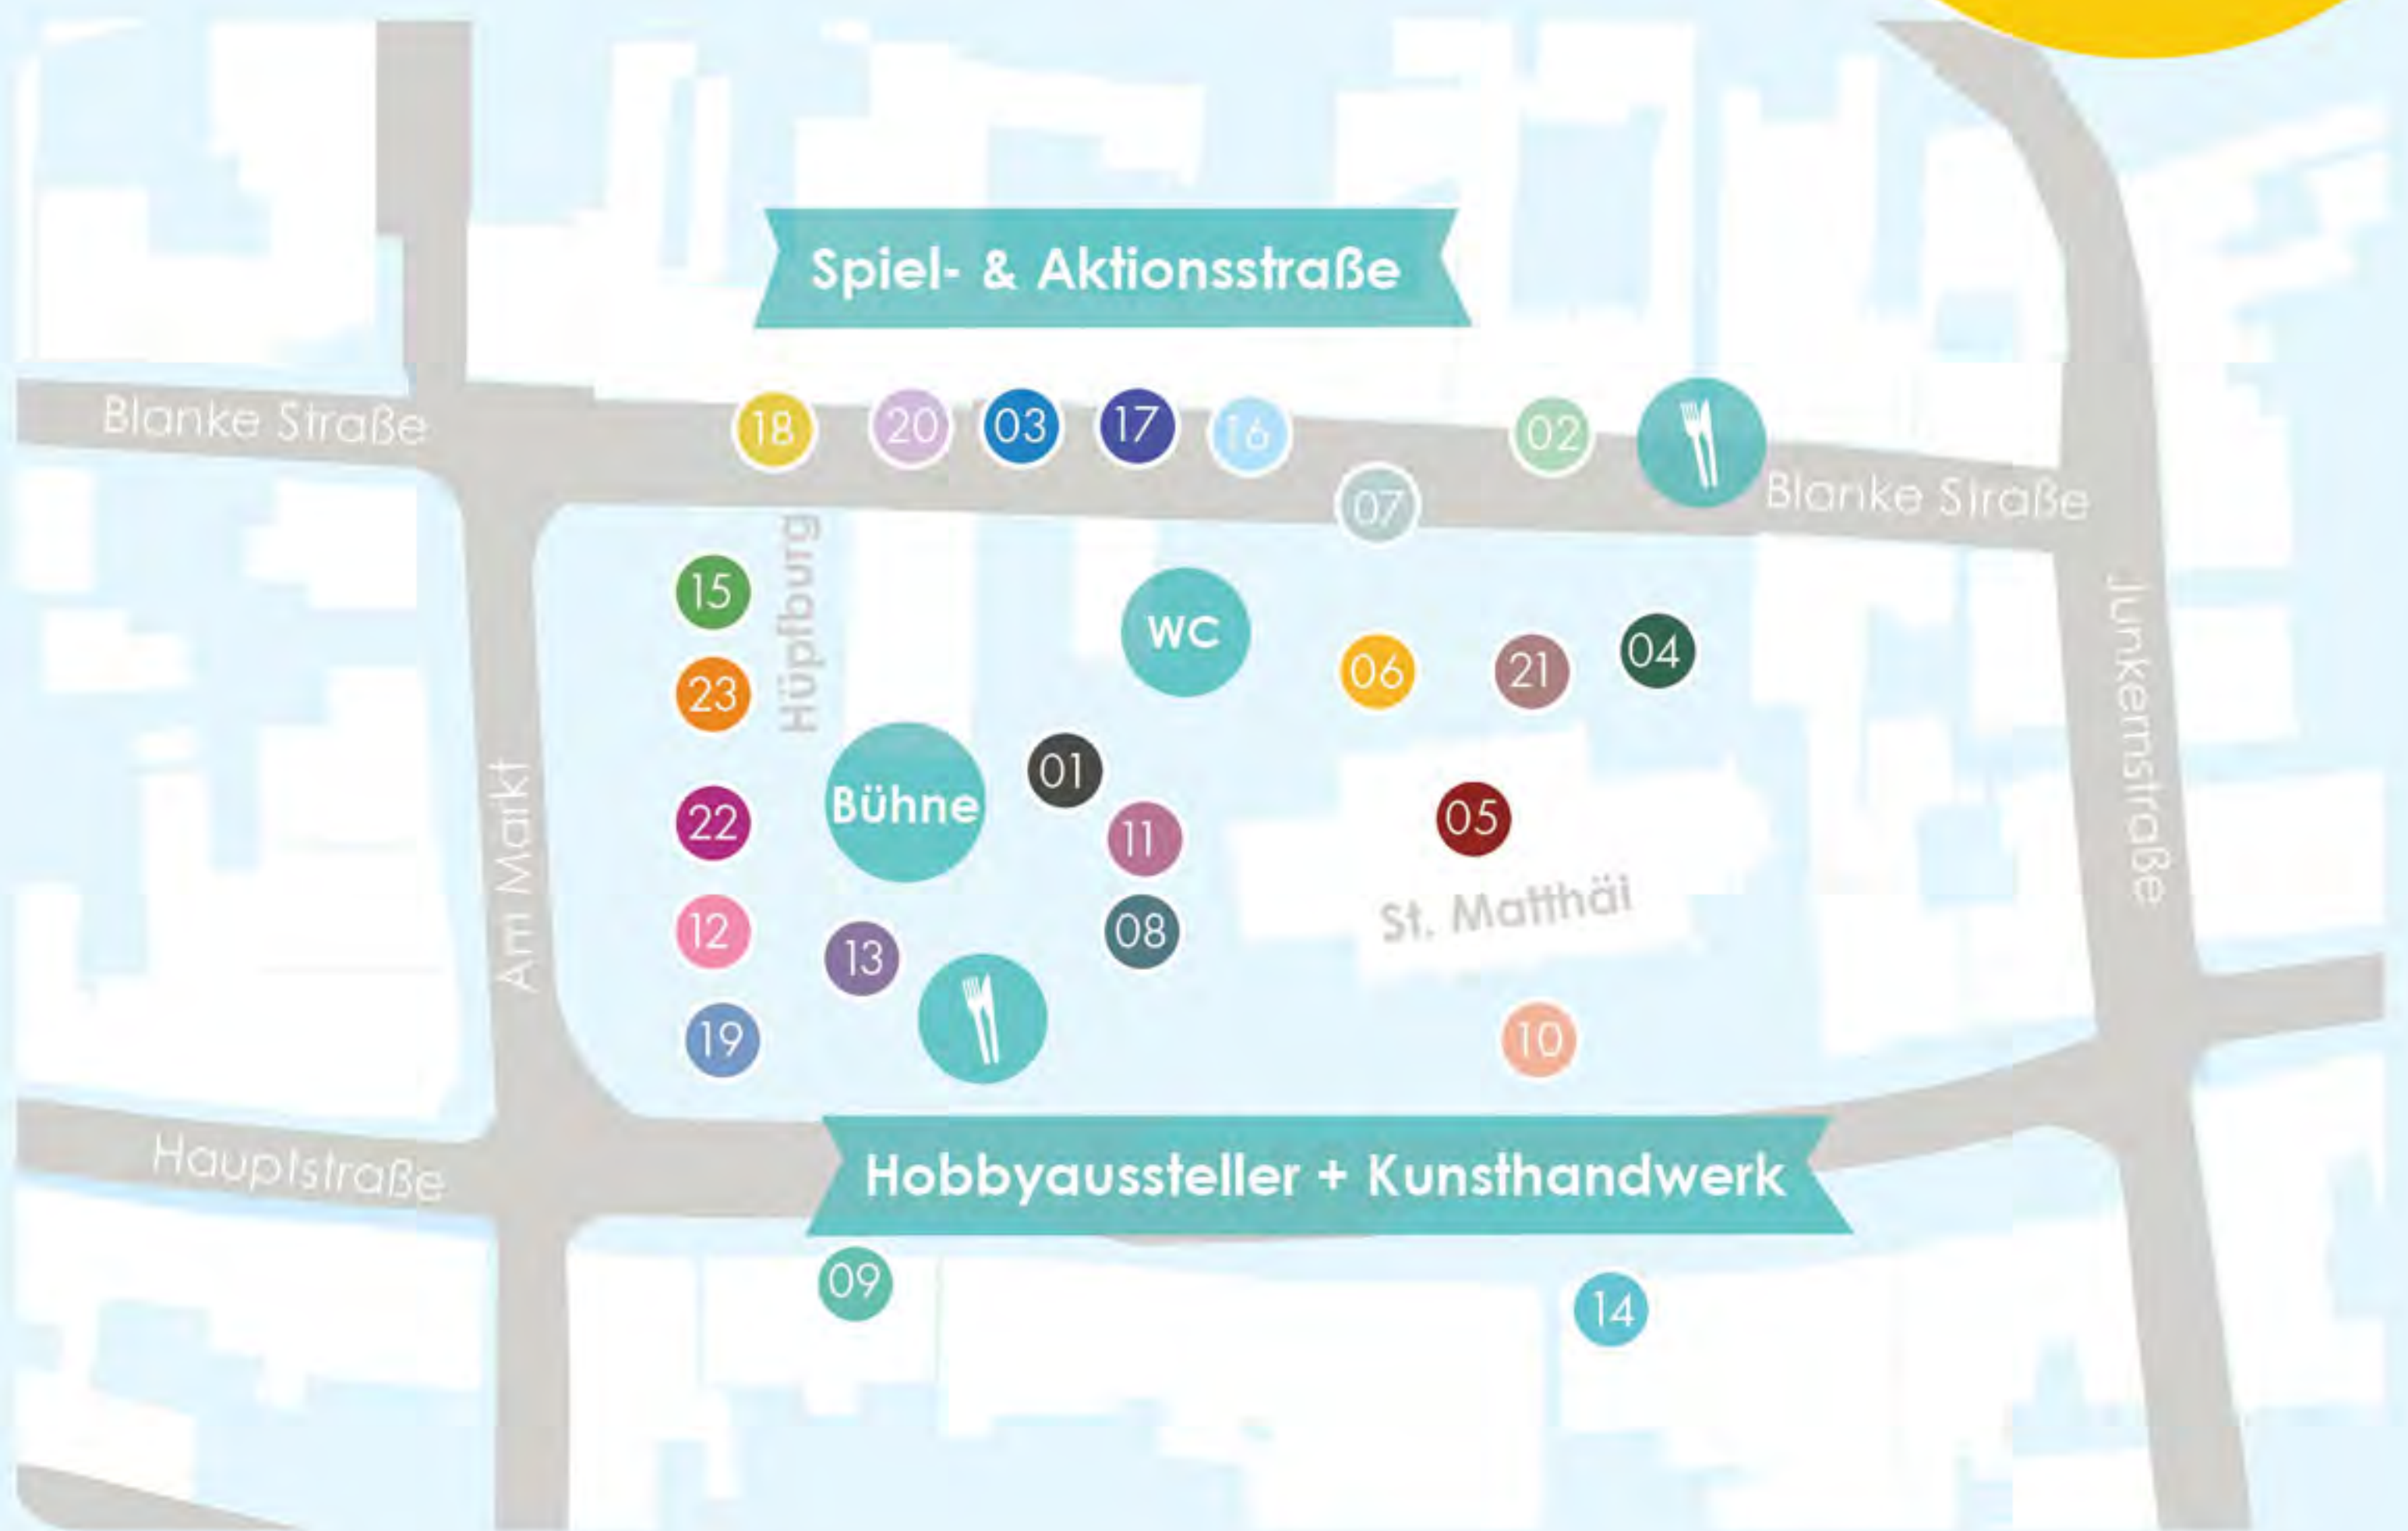 Spiel- & Aktionsstraße
Blanke Straße
18
20
03
17
16
02
07
Blanke Straße
Hüpfburg
15
WC
23
06
21
04
Junkernstraße
Bühne
01
22
11
05
Am Markt
12
13
08
St. Matthäi
19
10
Hauptstraße
Hobbyaussteller + Kunsthandwerk
09
14